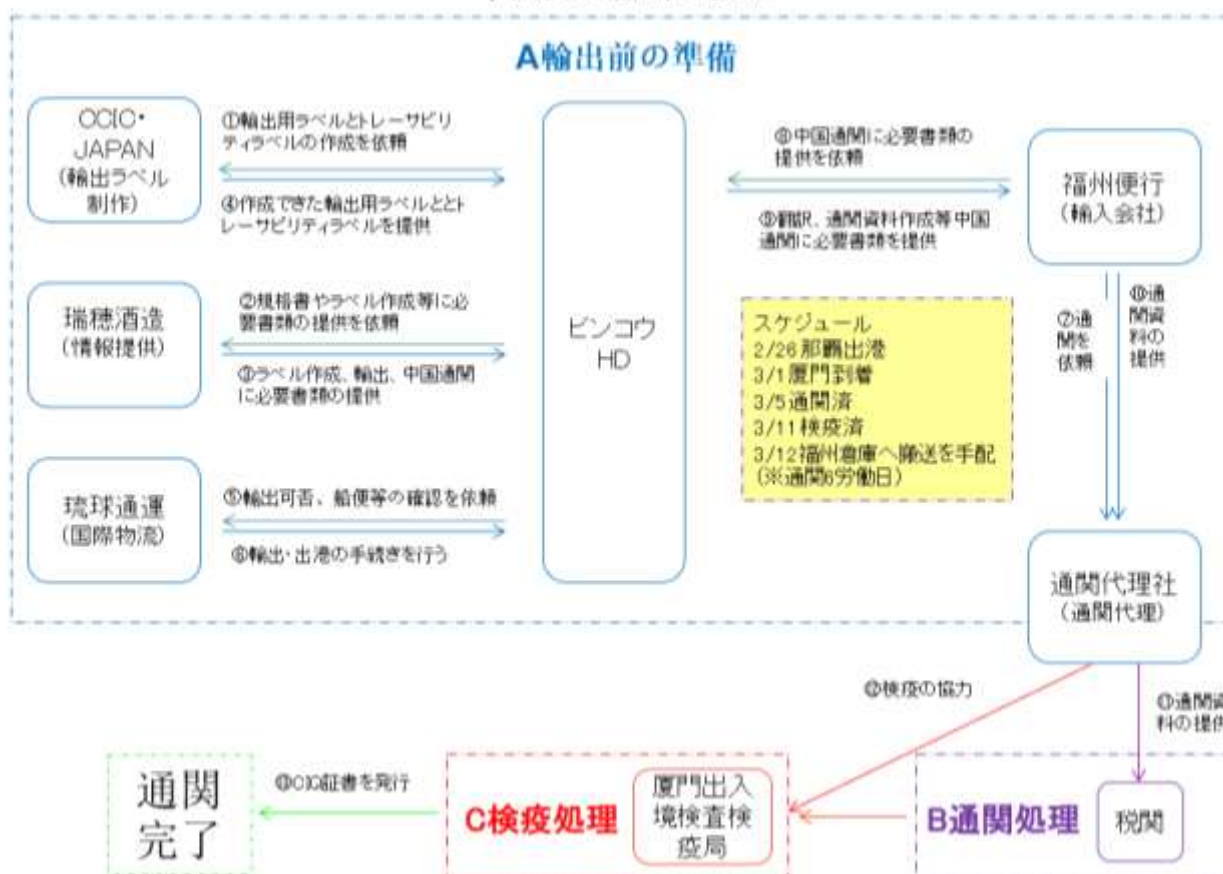 A輸出前の準備
CCIC・
JAPAN
(輸出ラベル
制作)
①輸出用ラベルとトレーサビリ
ティラベルの作成を依頼
④作成できた輸出用ラベルとト
レーサビリティラベルを提供
瑞穂酒造
(情報提供)
②規格書やラベル作成等に必
要書類の提供を依頼
③ラベル作成、輸出、中国通関
に必要書類の提供
琉球通運
(国際物流)
⑤輸出可否、船便等の確認を依頼
⑥輸出・出港の手続きを行う
ビンコウ
HD
⑧中国通関に必要書類の
提供を依頼
⑨翻訳、通関資料作成等中国
通関に必要書類を提供
福州便行
(輸入会社)
スケジュール
2/26那覇出港
3/1厦門到着
3/5通関済
3/11検疫済
3/12福州倉庫へ搬送を手配
(※通関6労働日)
⑦通
関を
依頼
⑩通
関資
料の
提供
通関代理社
(通関代理)
⑫検疫の協力
⑪通関資
料の提供
通関
完了
⑬CIQ証書を発行
C検疫処理
厦門出入
境検査検
疫局
B通関処理
税関